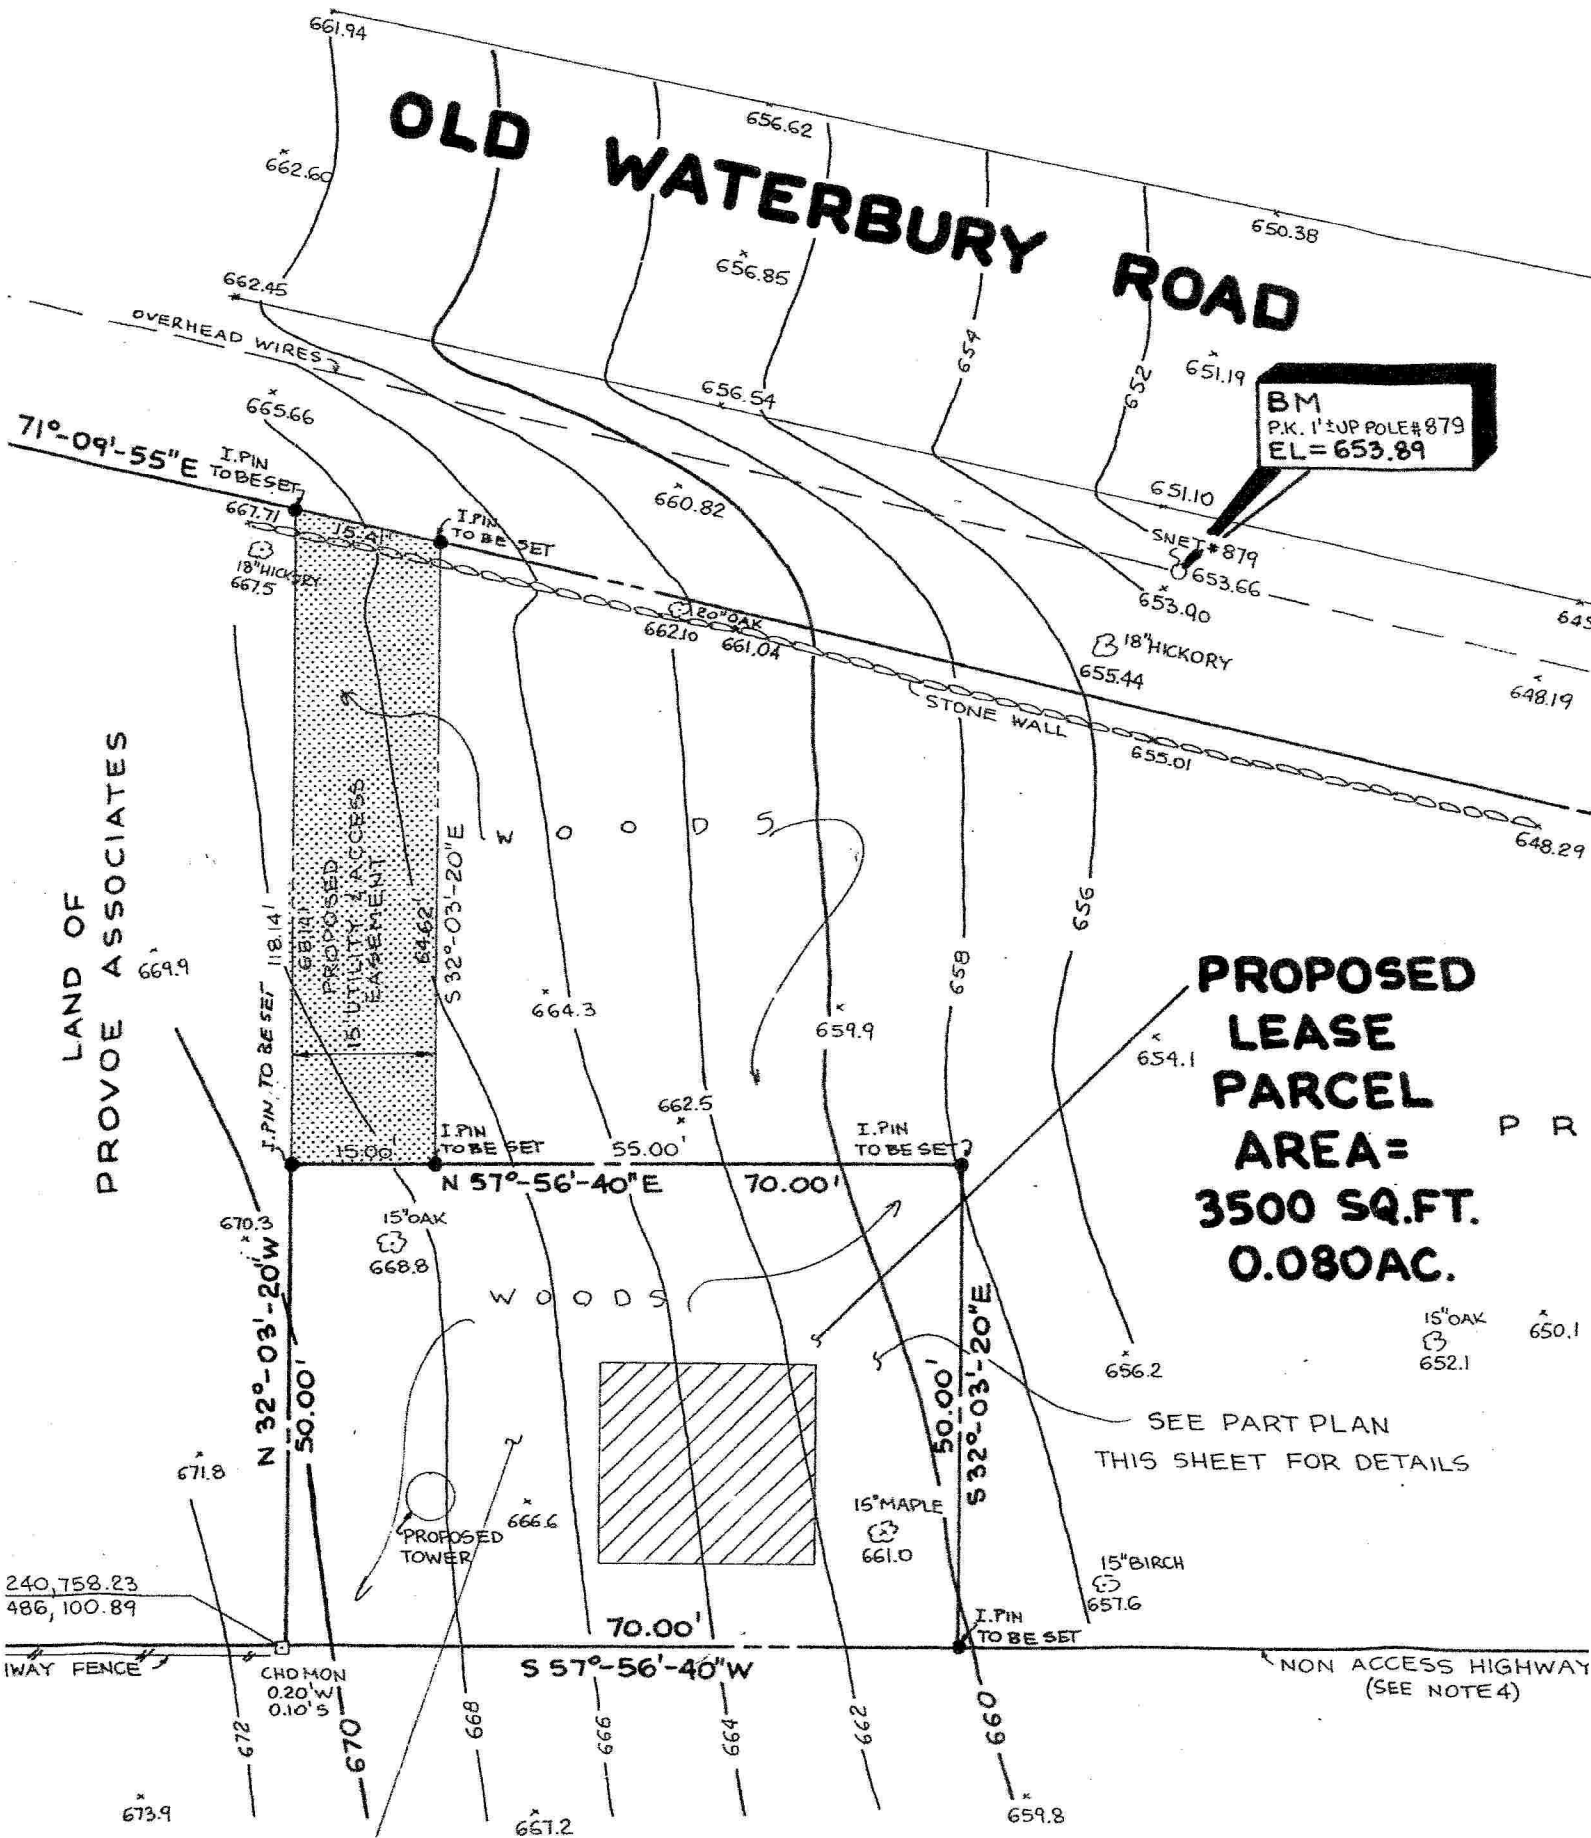 661.94
OLD WATERBURY ROAD
656.62
662.60
650.38
656.85
662.45
OVERHEAD WIRES
654
652
651.19
656.54
665.66
BM
P.K. 1'± UP POLE#879
EL=653.89
71°-09'-55"E
I.PIN
TO BE SET
667.71
15.41'
I.PIN
TO BE SET
660.82
651.10
SNET#879
653.66
653.90
18"HICKORY
667.5
20"OAK
662.10
661.04
18"HICKORY
655.44
648.19
STONE WALL
655.01
648.29
LAND OF
PROVOE ASSOCIATES
669.9
118.14'
68.14'
PROPOSED
15' UTILITY & ACCESS
EASEMENT
64.62'
S 32°-03'-20"E
WOODS
658
656
664.3
659.9
654.1
PROPOSED
LEASE
PARCEL
AREA=
3500 SQ.FT.
0.080AC.
P R
I.PIN TO BE SET
662.5
I.PIN
TO BE SET
55.00'
I.PIN
TO BE SET
15.00'
N 57°-56'-40"E 70.00'
670.3
15"OAK
668.8
WOODS
N 32°-03'-20"W
50.00'
50.00'
S 32°-03'-20"E
656.2
15"OAK
652.1
650.1
SEE PART PLAN
THIS SHEET FOR DETAILS
671.8
PROPOSED
TOWER
666.6
15"MAPLE
661.0
15"BIRCH
657.6
240,758.23
486,100.89
70.00'
S 57°-56'-40"W
I.PIN
TO BE SET
IWAY FENCE
CHD MON
0.20'W
0.10'S
NON ACCESS HIGHWAY
(SEE NOTE 4)
672
670
668
666
664
662
660
673.9
667.2
659.8